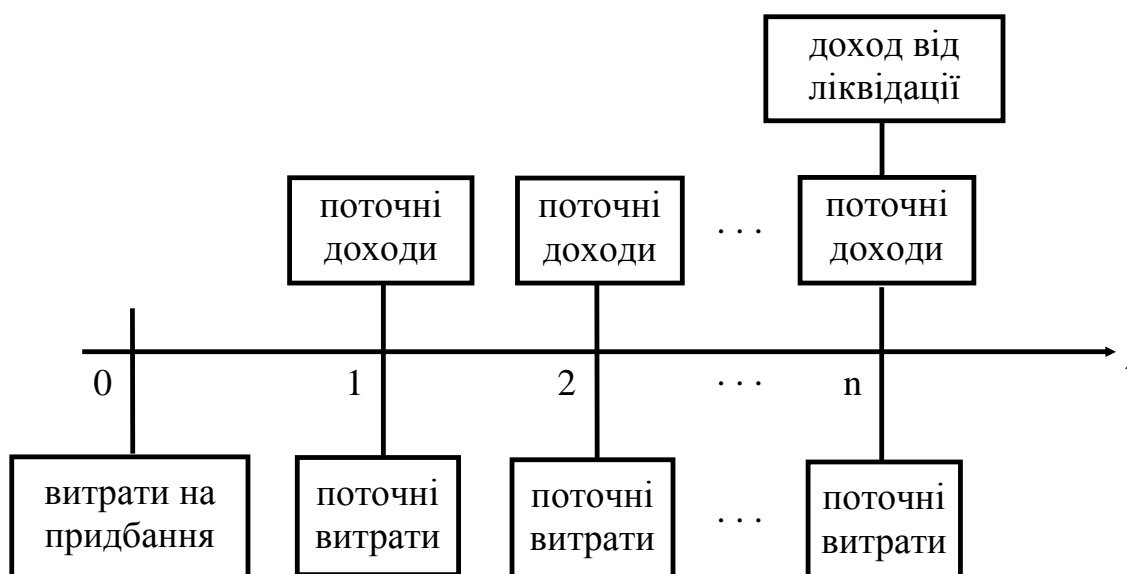 доход від
ліквідації
поточні
доходи
поточні
доходи
. . .
поточні
доходи
0
1
2
. . .
n
витрати на
придбання
поточні
витрати
поточні
витрати
. . .
поточні
витрати